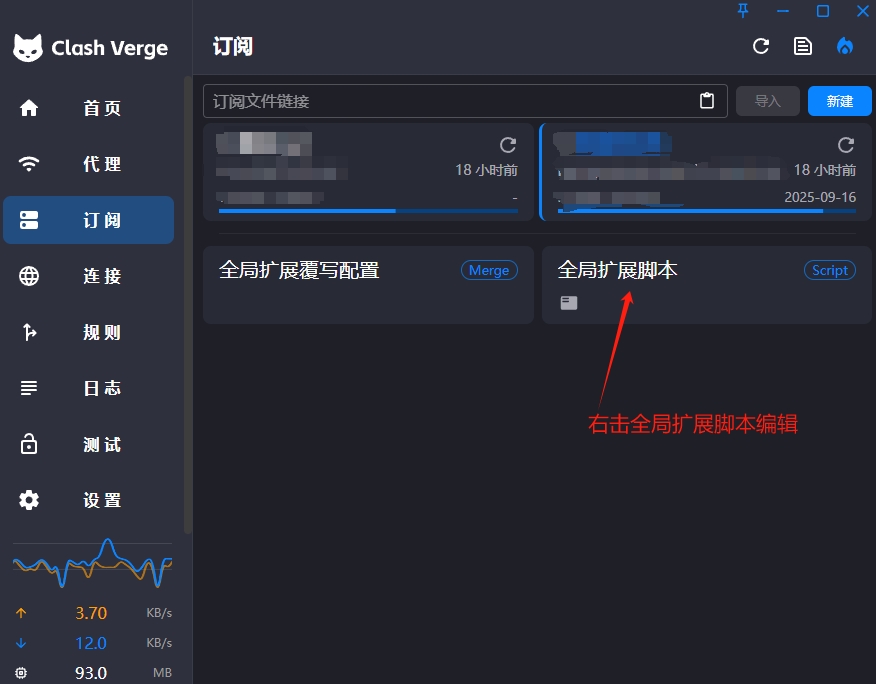 Clash Verge
首页
代理
订阅
连接
规则
日志
测试
设置
3.70 KB/s
12.0 KB/s
93.0 MB
订阅
订阅文件链接
导入
新建
18 小时前
-
18 小时前
2025-09-16
全局扩展覆写配置
Merge
全局扩展脚本
Script
右击全局扩展脚本编辑